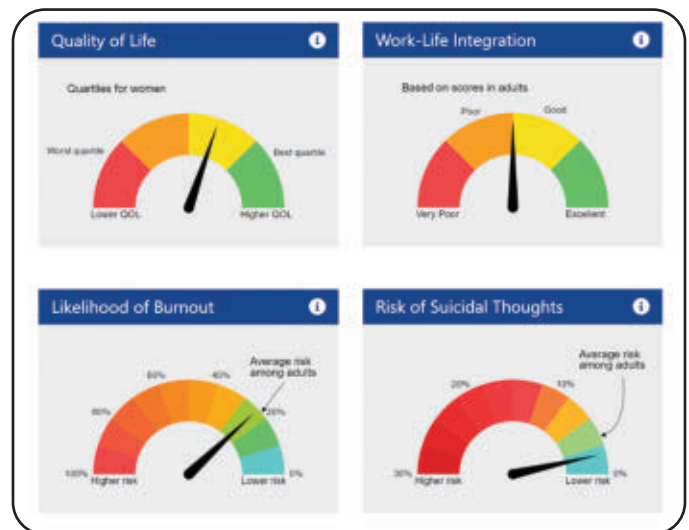 Quality of Life
Quartiles for women
Worst quartile
Best quartile
Lower QOL
Higher QOL
Work-Life Integration
Based on scores in adults
Poor
Good
Very Poor
Excellent
Likelihood of Burnout
Average risk
among adults
60%
40%
80%
20%
100%
0%
Higher risk
Lower risk
Risk of Suicidal Thoughts
Average risk
among adults
20%
10%
30%
0%
Higher risk
Lower risk